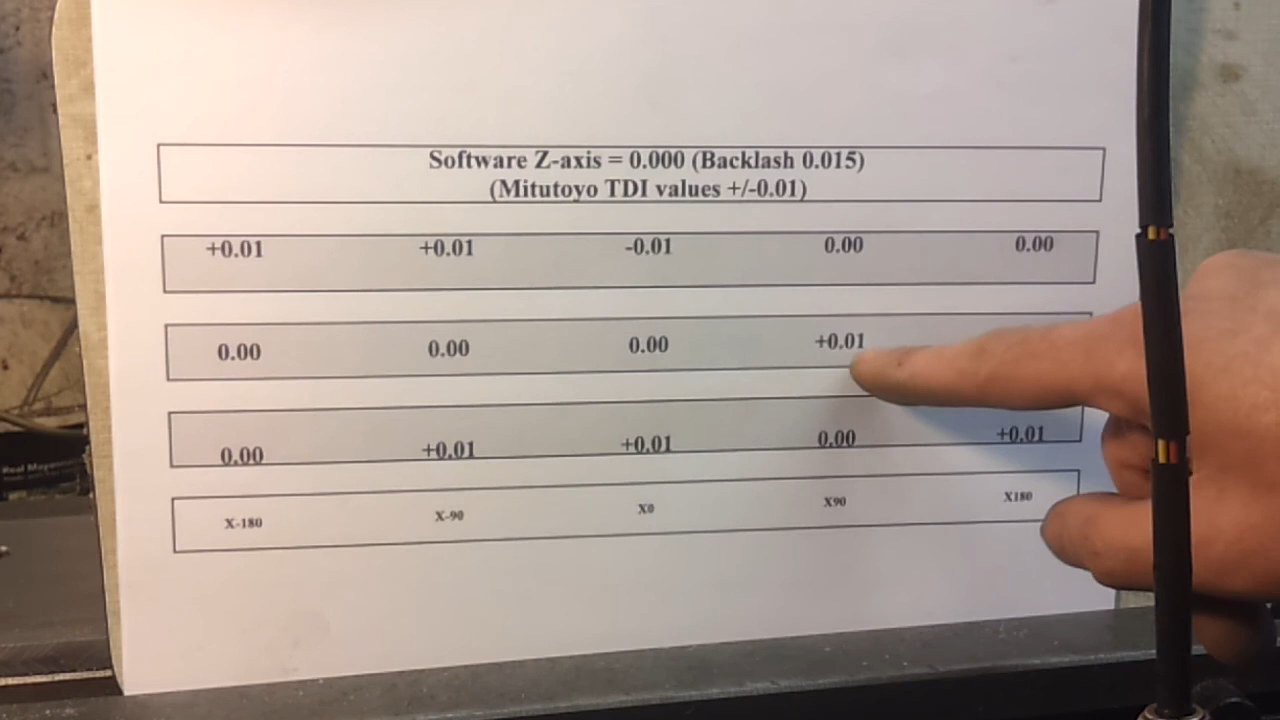 Software Z-axis = 0.000 (Backlash 0.015)
(Mitutoyo TDI values +/-0.01)
+0.01 +0.01 -0.01 0.00 0.00
0.00 0.00 0.00 +0.01
0.00 +0.01 +0.01 0.00 +0.01
X-180 X-90 X0 X90 X180